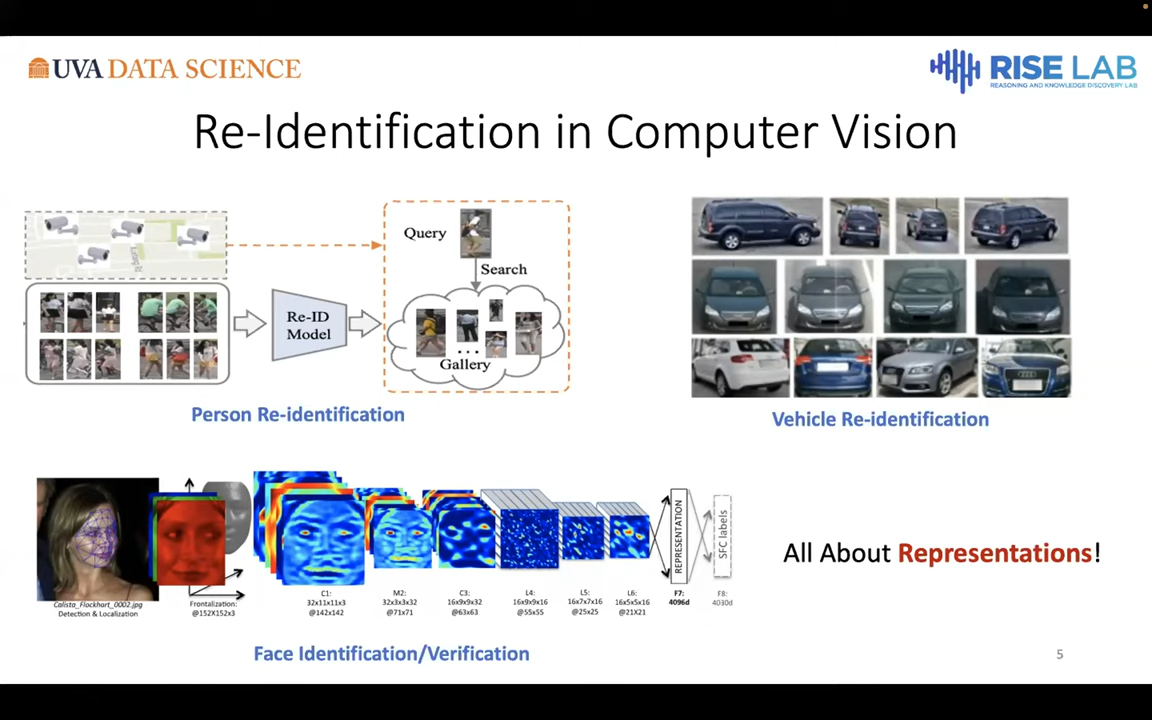 UVA DATA SCIENCE
RISE LAB
REASONING AND KNOWLEDGE DISCOVERY LAB
Re-Identification in Computer Vision
Query
Search
Re-ID
Model
...
Gallery
Person Re-identification
Vehicle Re-identification
Calista_Flockhart_0002.jpg
Detection & Localization
Frontalization:
@152X152x3
C1:
32x11x11x3
@142x142
M2:
32x3x3x32
@71x71
C3:
16x9x9x32
@63x63
L4:
16x9x9x16
@55x55
L5:
16x7x7x16
@25x25
L6:
16x5x5x16
@21X21
REPRESENTATION
F7:
4096d
SFC labels
F8:
4030d
All About Representations!
Face Identification/Verification
5